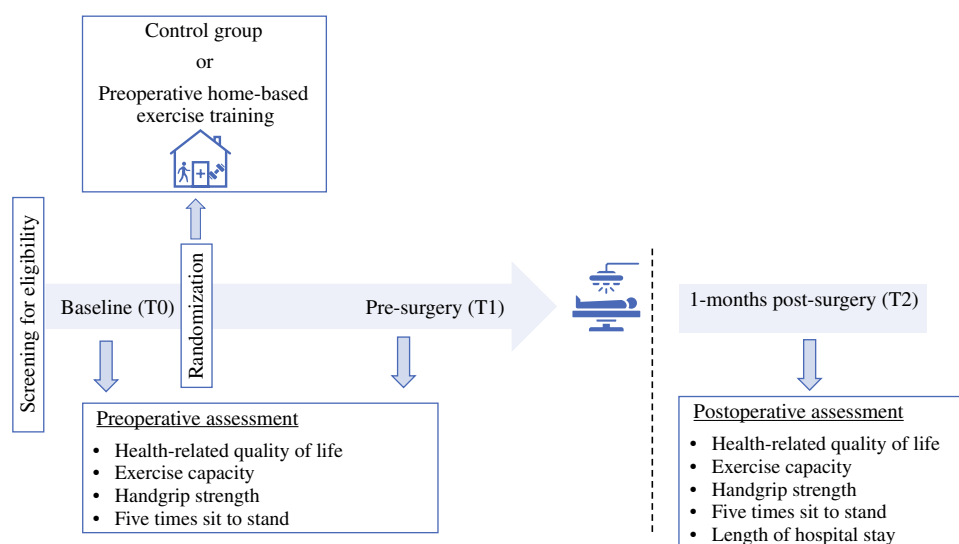 Control group
or
Preoperative home-based
exercise training
Screening for eligibility
Baseline (T0)
Randomization
Pre-surgery (T1)
1-months post-surgery (T2)
Preoperative assessment
• Health-related quality of life
• Exercise capacity
• Handgrip strength
• Five times sit to stand
Postoperative assessment
• Health-related quality of life
• Exercise capacity
• Handgrip strength
• Five times sit to stand
• Length of hospital stay